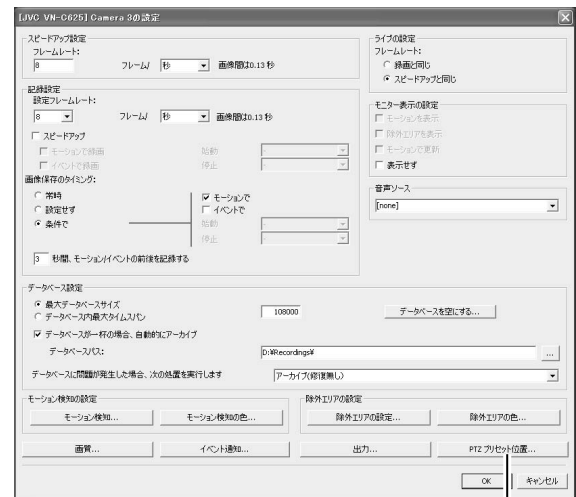 [JVC VN-C625] Camera 3の設定
スピードアップ設定
フレームレート:
8 フレーム/ 秒 画像間は0.13 秒
記録設定
設定フレームレート:
8 フレーム/ 秒 画像間は0.13 秒
スピードアップ
モーションで録画 始動 -
イベントで録画 停止 -
画像保存のタイミング:
常時
設定せず
条件で
モーションで
イベントで
始動 -
停止 -
3 秒間、モーション/イベントの前後を記録する
ライブの設定
フレームレート:
録画と同じ
スピードアップと同じ
モニター表示の設定
モーションを表示
除外エリアを表示
モーションで更新
表示せず
音声ソース
[none]
データベース設定
最大データベースサイズ
データベース内最大タイムスパン
108000 データベースを空にする...
データベースが一杯の場合、自動的にアーカイブ
データベースパス: D:¥Recordings¥ ...
データベースに問題が発生した場合、次の処置を実行します アーカイブ(修復無し)
モーション検知の設定
モーション検知... モーション検知の色...
除外エリアの設定
除外エリアの設定... 除外エリアの色...
画質... イベント通知... 出力... PTZ プリセット位置...
OK キャンセル